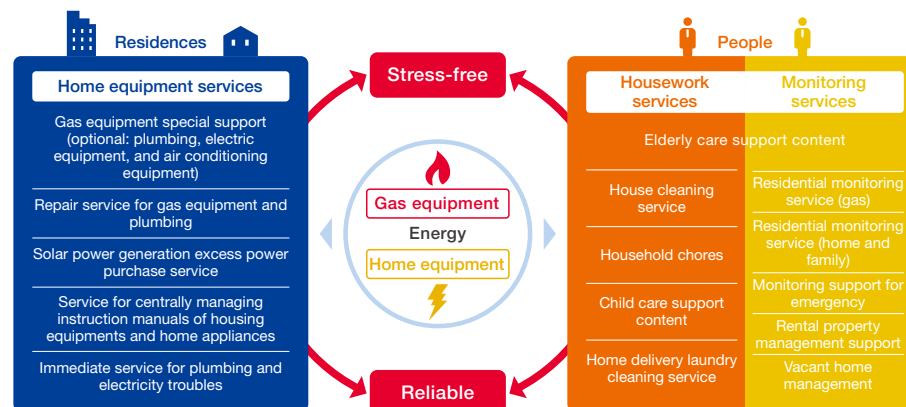 Residences
Home equipment services
Gas equipment special support
(optional: plumbing, electric
equipment, and air conditioning
equipment)
Repair service for gas equipment and
plumbing
Solar power generation excess power
purchase service
Service for centrally managing
instruction manuals of housing
equipments and home appliances
Immediate service for plumbing and
electricity troubles
Stress-free
Gas equipment
Energy
Home equipment
Reliable
People
Housework
services
Monitoring
services
Elderly care support content
House cleaning
service
Household chores
Child care support
content
Home delivery laundry
cleaning service
Residential monitoring
service (gas)
Residential monitoring
service (home and
family)
Monitoring support for
emergency
Rental property
management support
Vacant home
management